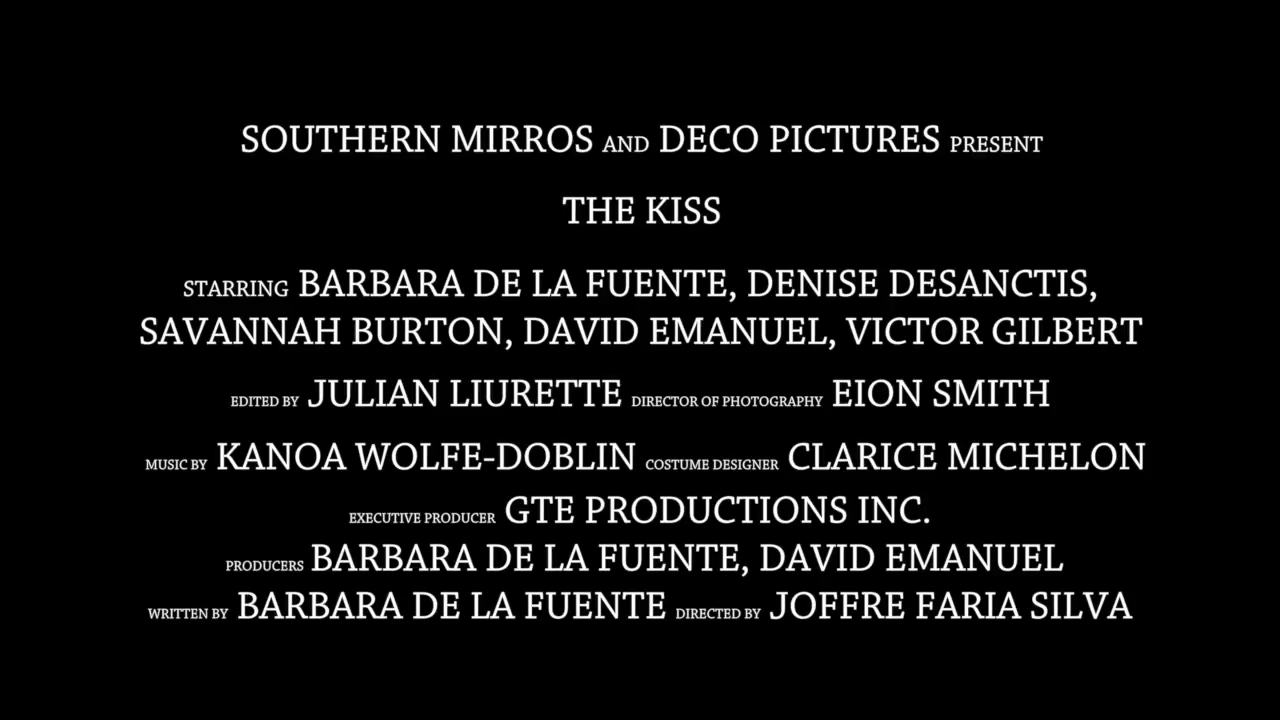 SOUTHERN MIRROS AND DECO PICTURES PRESENT
THE KISS
STARRING BARBARA DE LA FUENTE, DENISE DESANCTIS,
SAVANNAH BURTON, DAVID EMANUEL, VICTOR GILBERT
EDITED BY JULIAN LIURETTE DIRECTOR OF PHOTOGRAPHY EION SMITH
MUSIC BY KANOA WOLFE-DOBLIN COSTUME DESIGNER CLARICE MICHELON
EXECUTIVE PRODUCER GTE PRODUCTIONS INC.
PRODUCERS BARBARA DE LA FUENTE, DAVID EMANUEL
WRITTEN BY BARBARA DE LA FUENTE DIRECTED BY JOFFRE FARIA SILVA